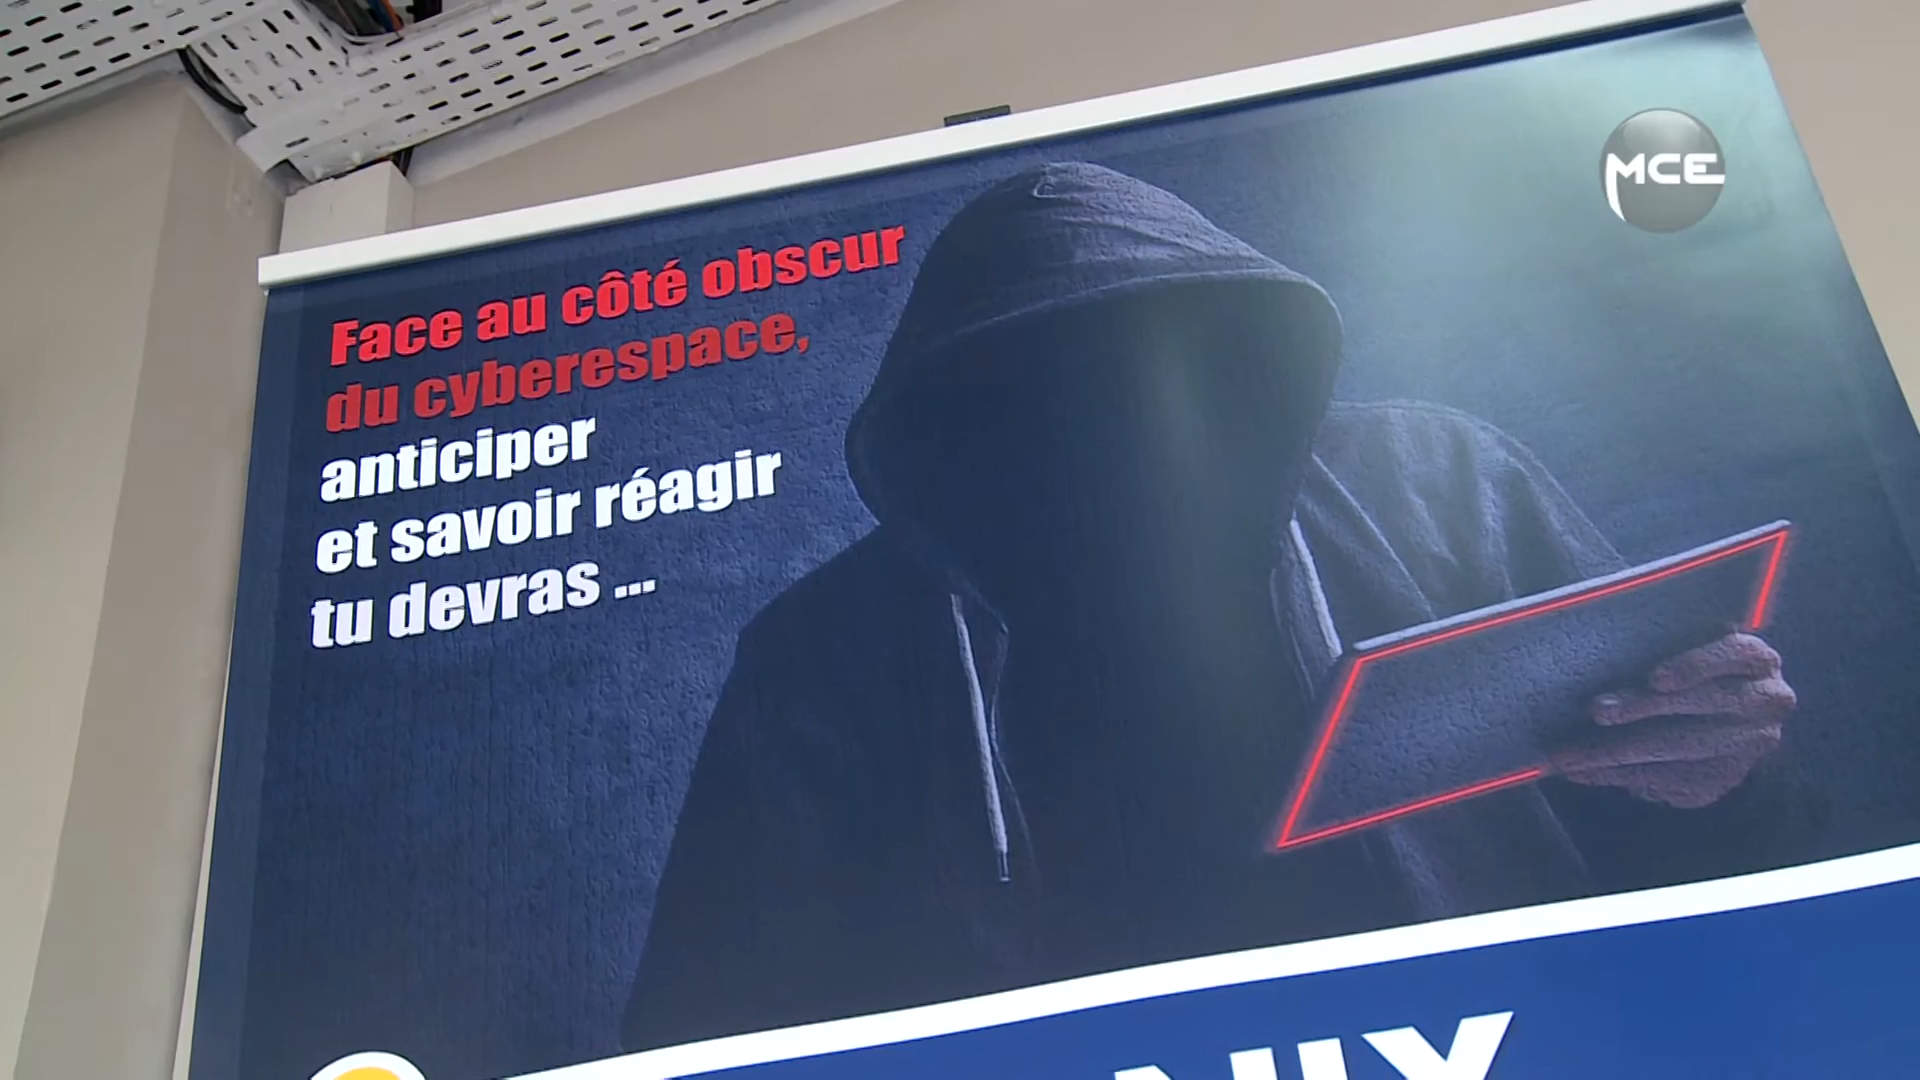 MCE
Face au côté obscur
du cyberespace,
anticiper
et savoir réagir
tu devras ...